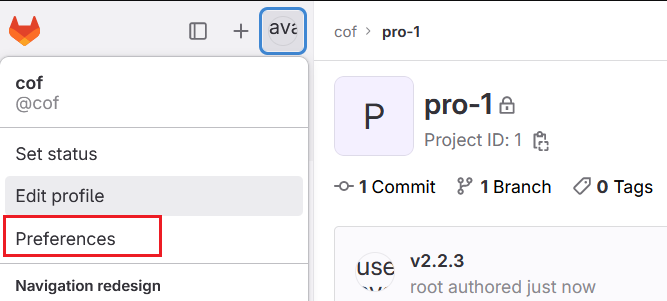 ava
cof › pro-1
cof
@cof
P
pro-1
Project ID: 1
Set status
Edit profile
Preferences
1 Commit
1 Branch
0 Tags
use
v2.2.3
root authored just now
Navigation redesign